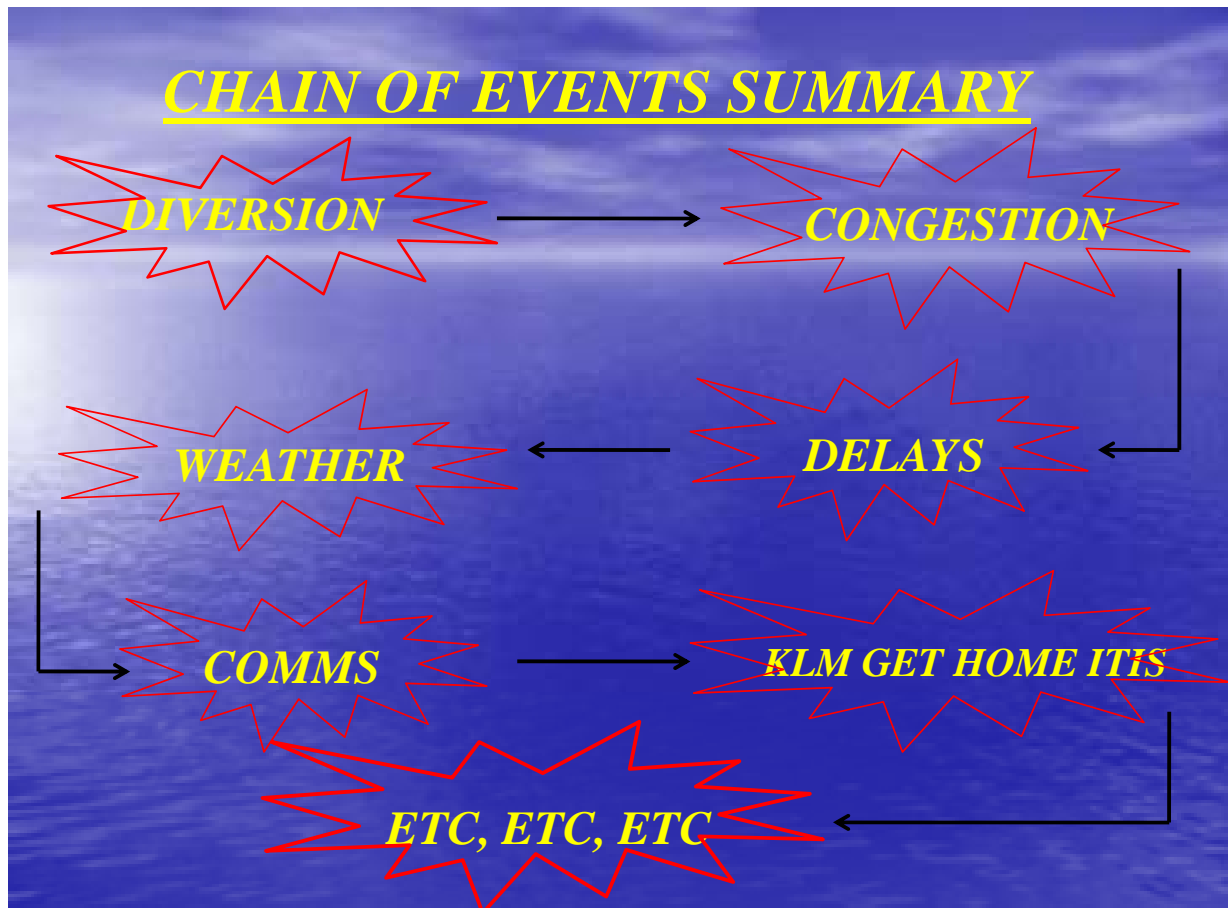 CHAIN OF EVENTS SUMMARY
DIVERSION
CONGESTION
DELAYS
WEATHER
COMMS
KLM GET HOME ITIS
ETC, ETC, ETC